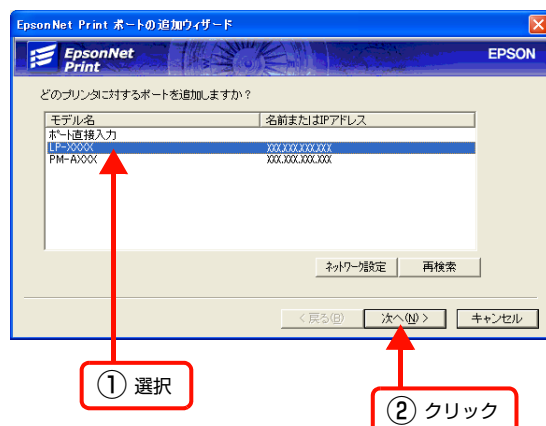 EpsonNet Print ポートの追加ウィザード
EpsonNet
Print
EPSON
どのプリンタに対するポートを追加しますか？
モデル名 名前またはIPアドレス
ポート直接入力
LP-XXXX XXX.XXX.XXX.XXX
PM-AXXX XXX.XXX.XXX.XXX
ネットワーク設定 再検索
< 戻る(B) 次へ(N) > キャンセル
① 選択
② クリック